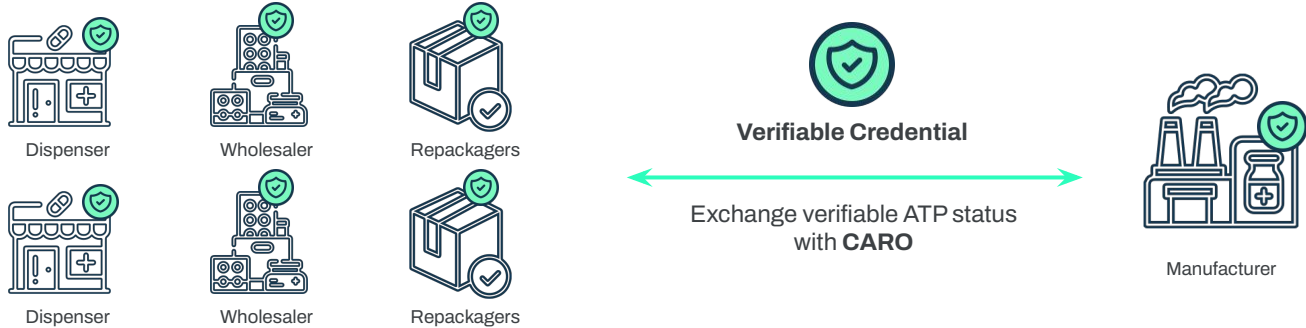 Dispenser
Wholesaler
Repackagers
Dispenser
Wholesaler
Repackagers
Verifiable Credential
Exchange verifiable ATP status
with CARO
Manufacturer